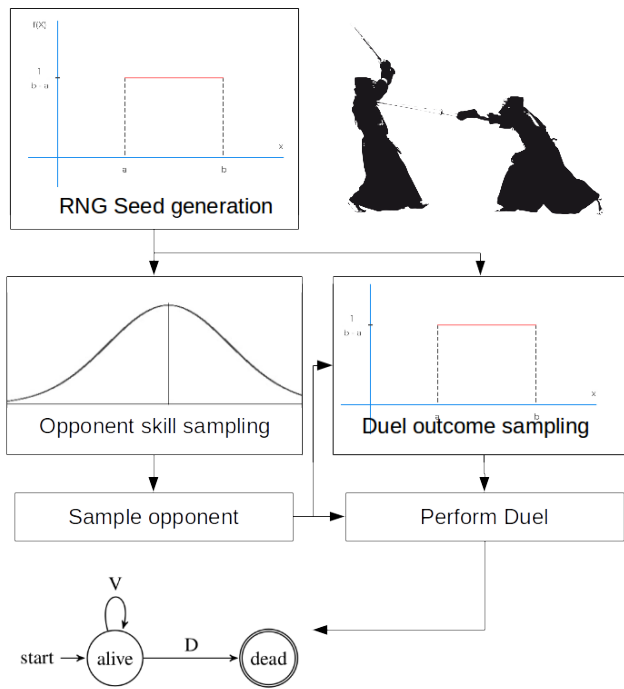 f(X)
1
b - a
x
a
b
RNG Seed generation
Opponent skill sampling
1
b - a
x
a
b
Duel outcome sampling
Sample opponent
Perform Duel
V
start
alive
D
dead